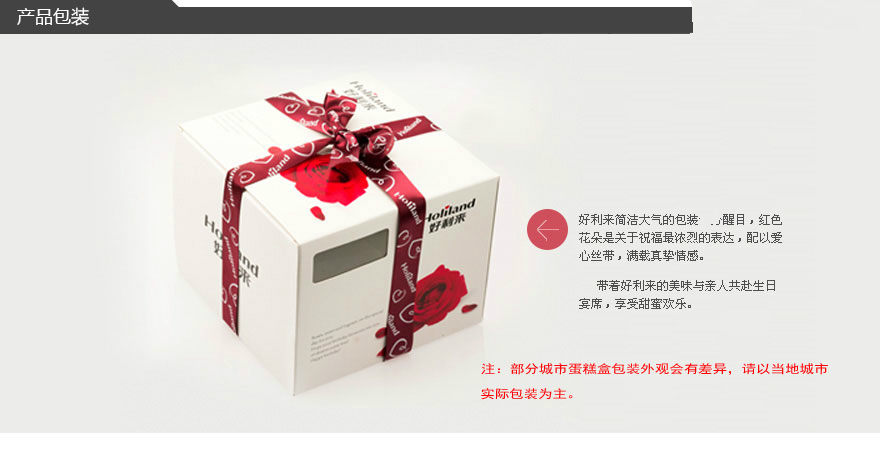 产品包装
Holiland
好利来
Holiland
Holiland
Holiland
Holiland
好利来
Holiland
好利来
Holiland
好利来简洁大气的包装 醒目，红色
花朵是关于祝福最浓烈的表达，配以爱
心丝带，满载真挚情感。
带着好利来的美味与亲人共赴生日
宴席，享受甜蜜欢乐。
注：部分城市蛋糕盒包装外观会有差异，请以当地城市
实际包装为主。